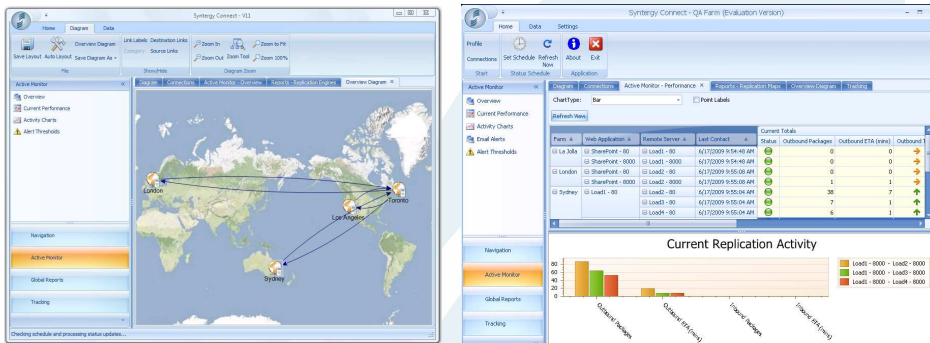 Syntergy Connect - V11
Home Diagram Data
Save Layout Auto Layout Overview Diagram Save Diagram As
File
Link Labels Destination Links
Category Source Links
Show/Hide
Zoom In Zoom Tool Zoom to Fit
Zoom Out Zoom 100%
Diagram Zoom
Active Monitor
Overview
Current Performance
Activity Charts
Alert Thresholds
Navigation
Active Monitor
Global Reports
Tracking
Checking schedule and processing status updates...
Diagram Connections Active Monitor - Overview Reports - Replication Engines Overview Diagram
London
Toronto
Los Angeles
Sydney
Syntergy Connect - QA Farm (Evaluation Version)
Home Data Settings
Profile
Connections
Start
Set Schedule Refresh Now
Status Schedule
About Exit
Application
Active Monitor
Overview
Current Performance
Activity Charts
Email Alerts
Alert Thresholds
Navigation
Active Monitor
Global Reports
Tracking
Diagram Connections Active Monitor - Performance Reports - Replication Maps Overview Diagram Tracking
ChartType: Bar Point Labels
Refresh View
Current Totals
Farm Web Application Remote Server Last Contact Status Outbound Packages Outbound ETA (mins) Outbound T
La Jolla SharePoint - 80 Load1 - 80 6/17/2009 9:54:48 AM 0 0
SharePoint - 8000 Load1 - 8000 6/17/2009 9:54:48 AM 0 0
London SharePoint - 80 Load2 - 80 6/17/2009 9:55:08 AM 0 0
SharePoint - 8000 Load2 - 8000 6/17/2009 9:55:08 AM 1 1
Sydney Load1 - 80 Load2 - 80 6/17/2009 9:55:04 AM 38 7
Load3 - 80 6/17/2009 9:55:04 AM 7 1
Load4 - 80 6/17/2009 9:55:04 AM 6 1
Current Replication Activity
80
60
40
20
0
Outbound Packages
Outbound ETA (mins)
Inbound Packages
Inbound ETA (mins)
Load1 - 8000 - Load2 - 8000
Load1 - 8000 - Load3 - 8000
Load1 - 8000 - Load4 - 8000